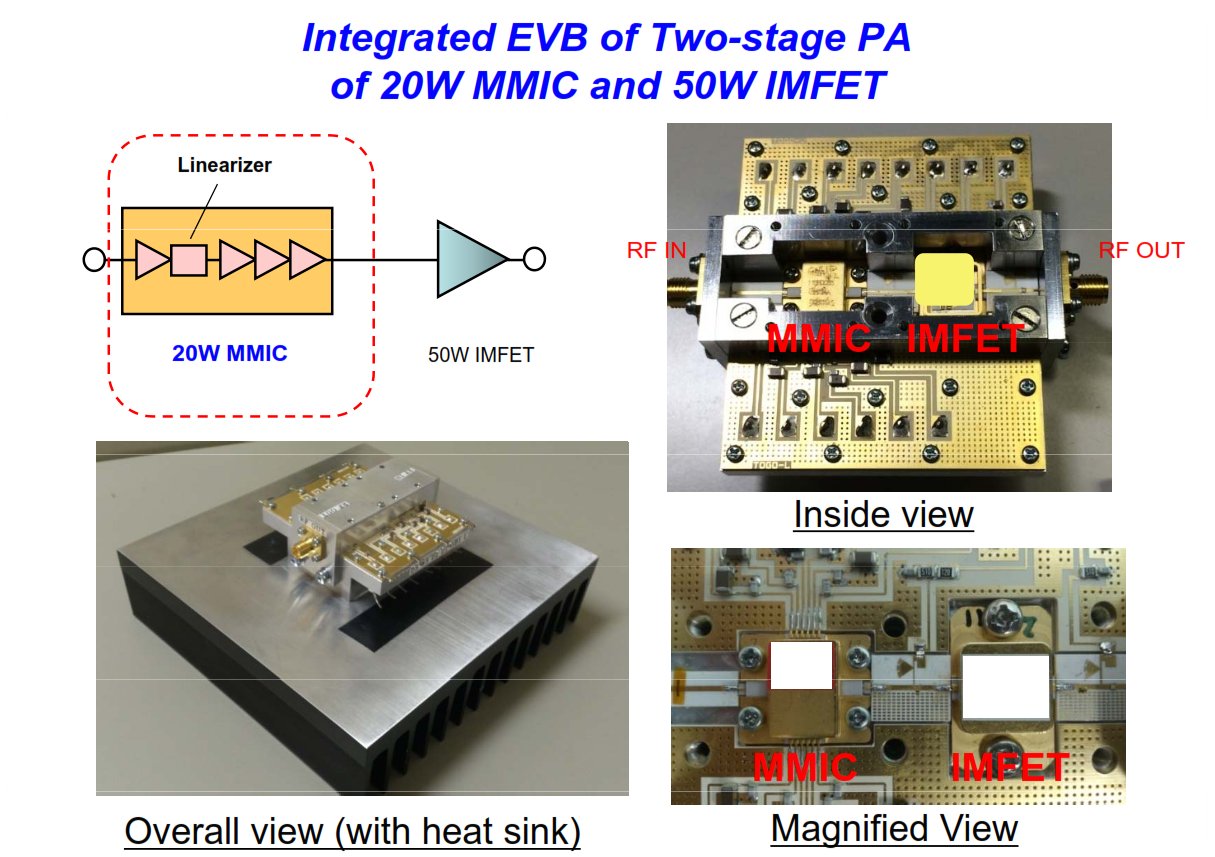 Integrated EVB of Two-stage PA
of 20W MMIC and 50W IMFET
Linearizer
20W MMIC
50W IMFET
RF IN
RF OUT
MMIC IMFET
Inside view
MMIC
IMFET
Overall view (with heat sink)
Magnified View